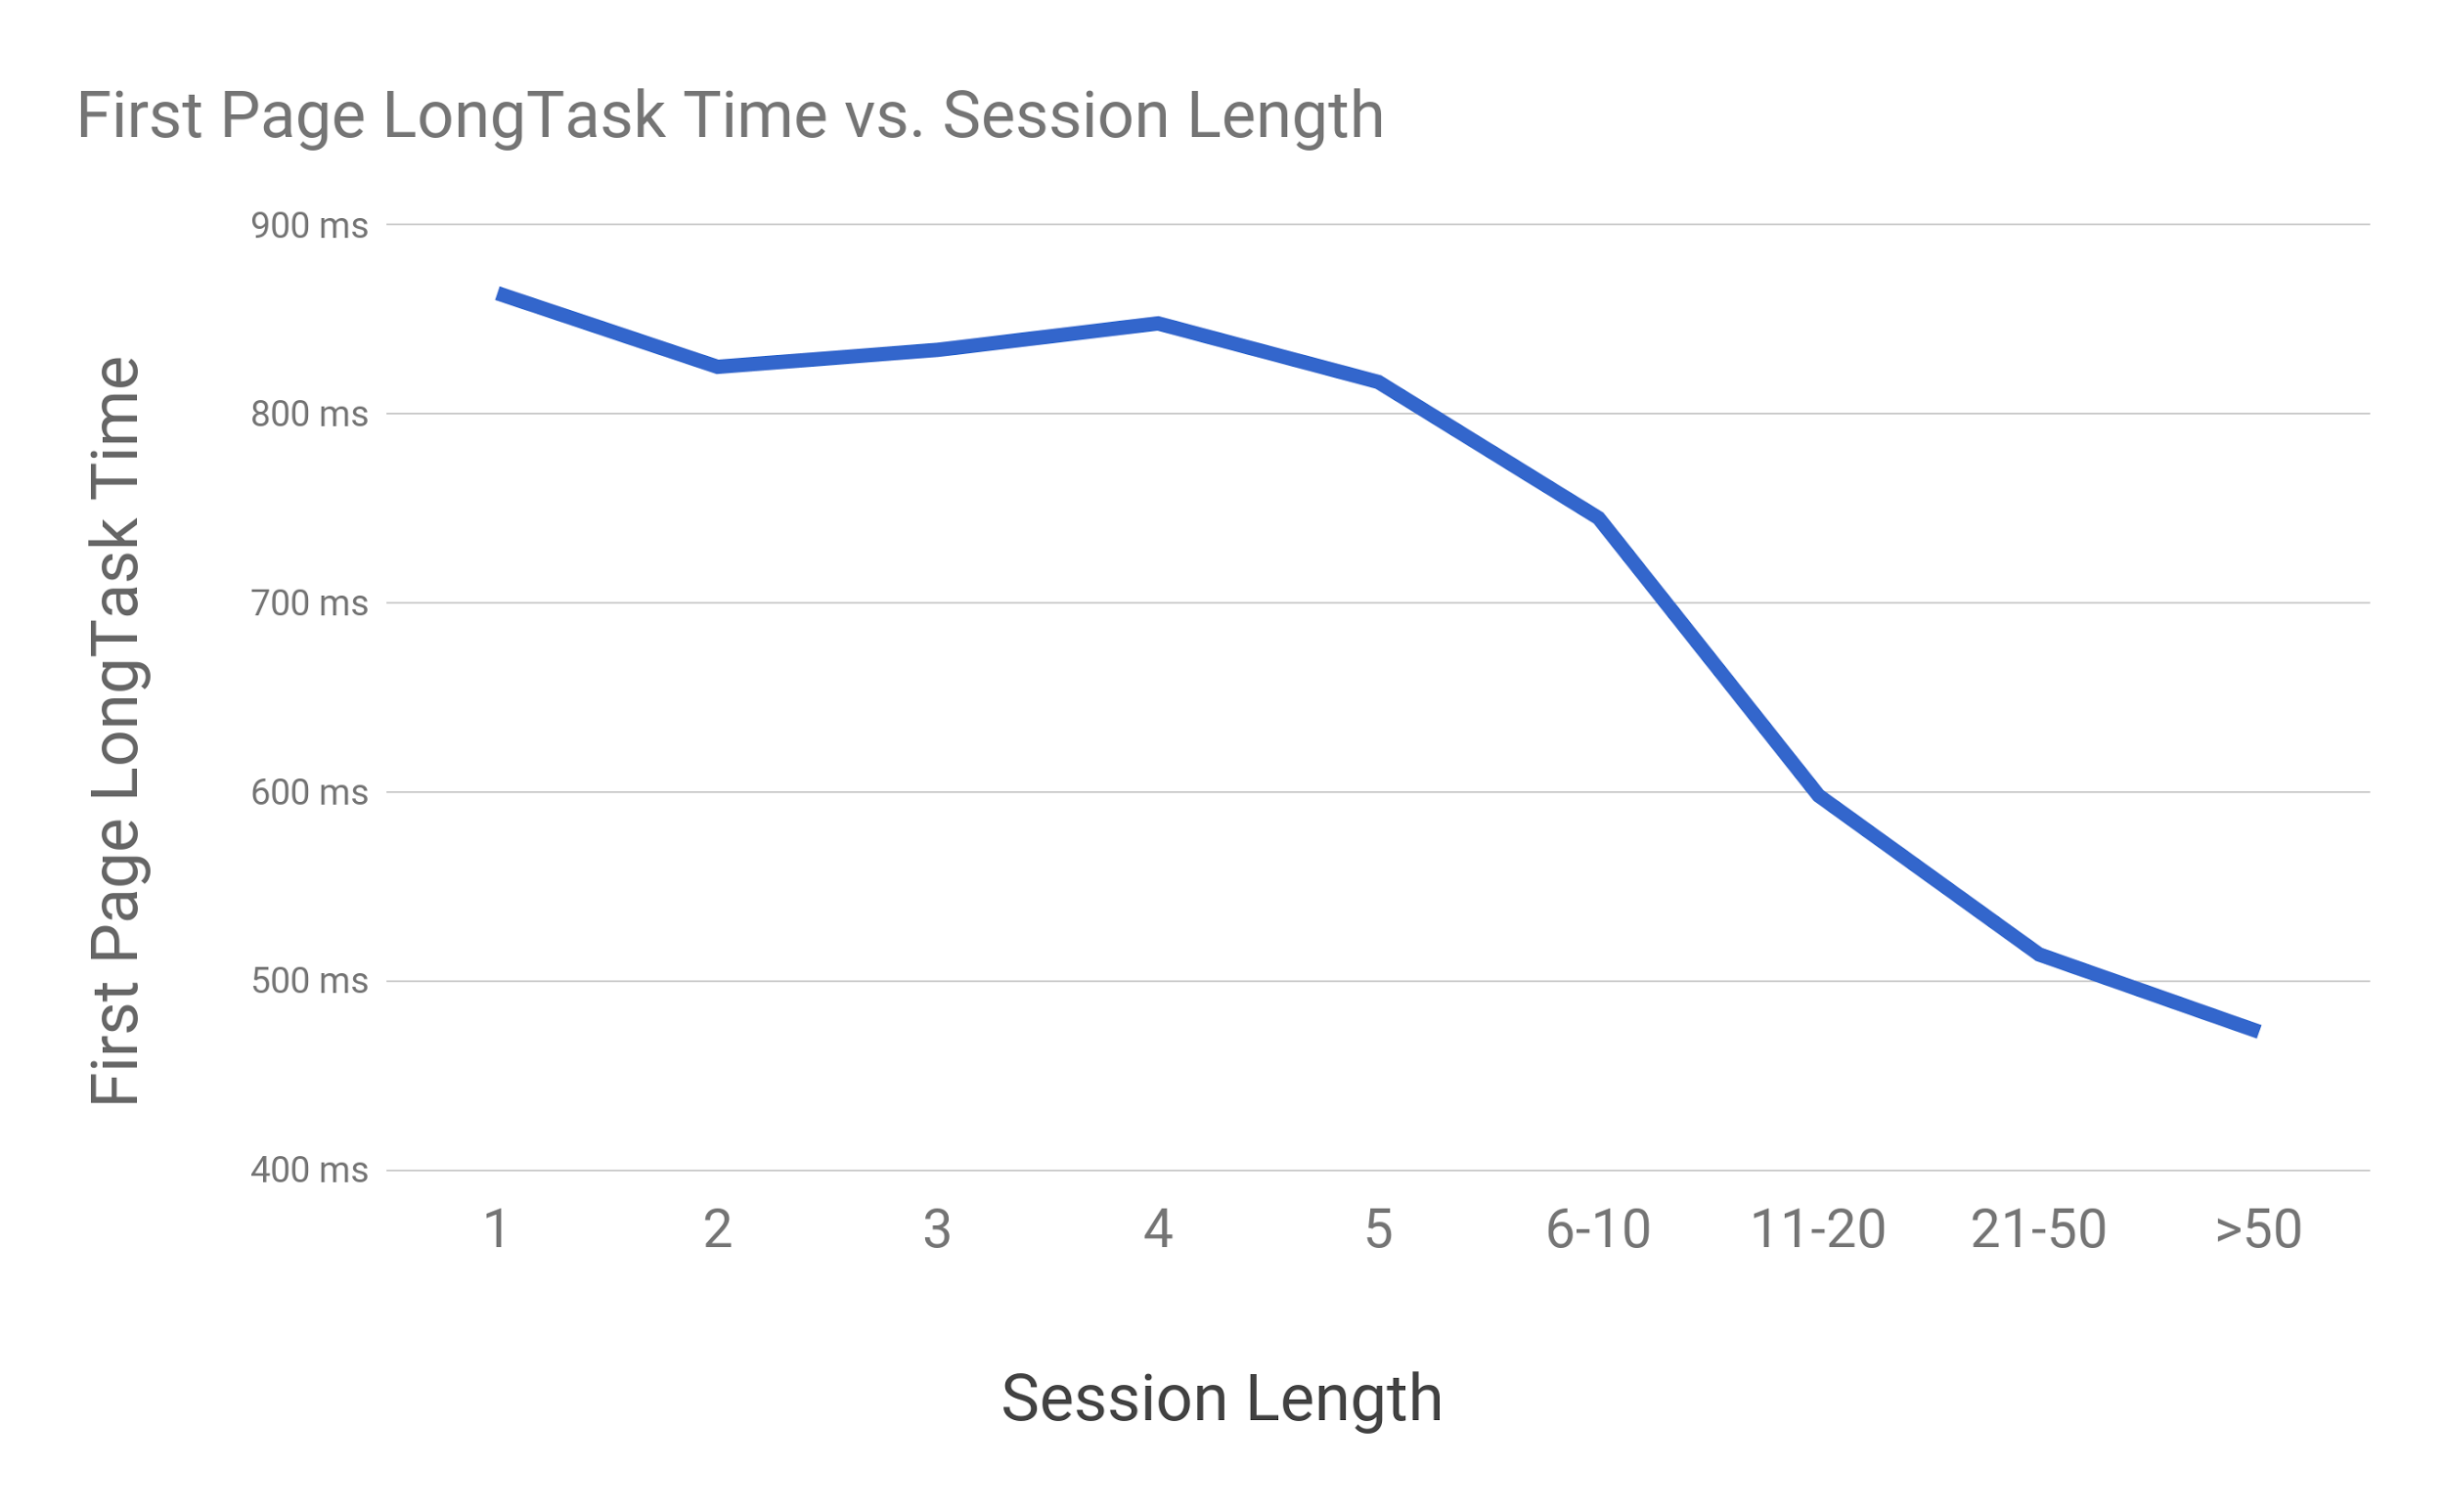 First Page LongTask Time vs. Session Length
First Page LongTask Time
900 ms
800 ms
700 ms
600 ms
500 ms
400 ms
1 2 3 4 5 6-10 11-20 21-50 >50
Session Length